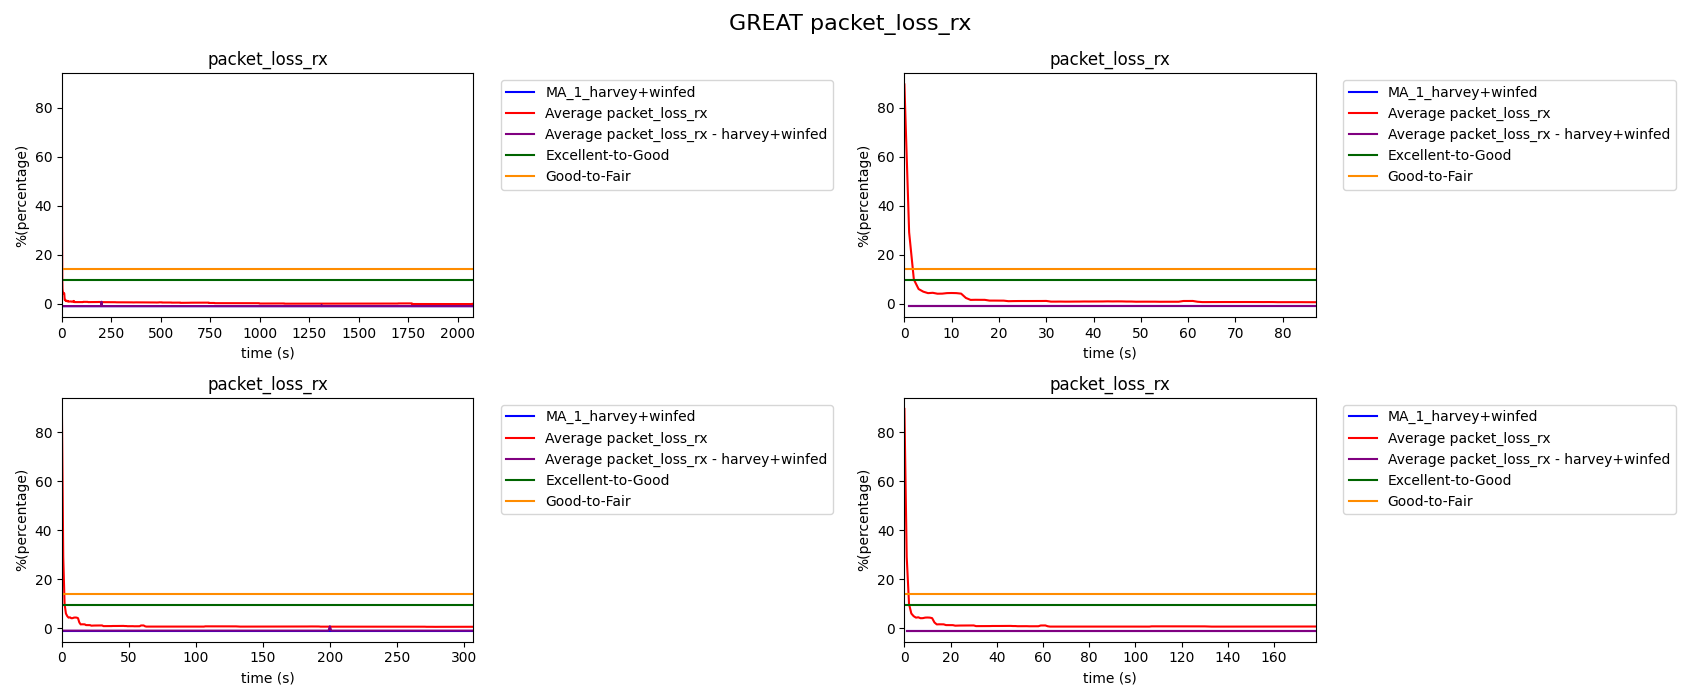 GREAT packet_loss_rx
packet_loss_rx
%(percentage)
80
60
40
20
0
0 250 500 750 1000 1250 1500 1750 2000
time (s)
MA_1_harvey+winfed
Average packet_loss_rx
Average packet_loss_rx - harvey+winfed
Excellent-to-Good
Good-to-Fair
packet_loss_rx
%(percentage)
80
60
40
20
0
0 10 20 30 40 50 60 70 80
time (s)
MA_1_harvey+winfed
Average packet_loss_rx
Average packet_loss_rx - harvey+winfed
Excellent-to-Good
Good-to-Fair
packet_loss_rx
%(percentage)
80
60
40
20
0
0 50 100 150 200 250 300
time (s)
MA_1_harvey+winfed
Average packet_loss_rx
Average packet_loss_rx - harvey+winfed
Excellent-to-Good
Good-to-Fair
packet_loss_rx
%(percentage)
80
60
40
20
0
0 20 40 60 80 100 120 140 160
time (s)
MA_1_harvey+winfed
Average packet_loss_rx
Average packet_loss_rx - harvey+winfed
Excellent-to-Good
Good-to-Fair